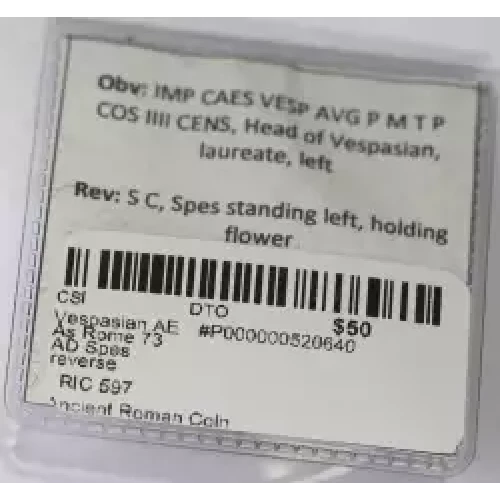 Obv: IMP CAES VESP AVG P M T P
COS IIII CENS, Head of Vespasian,
laureate, left
Rev: S C, Spes standing left, holding
flower
CSI
DTO
$50
Vespasian AE
#P000000520640
As Rome 73
AD Spes
reverse
RIC 597
Ancient Roman Coin